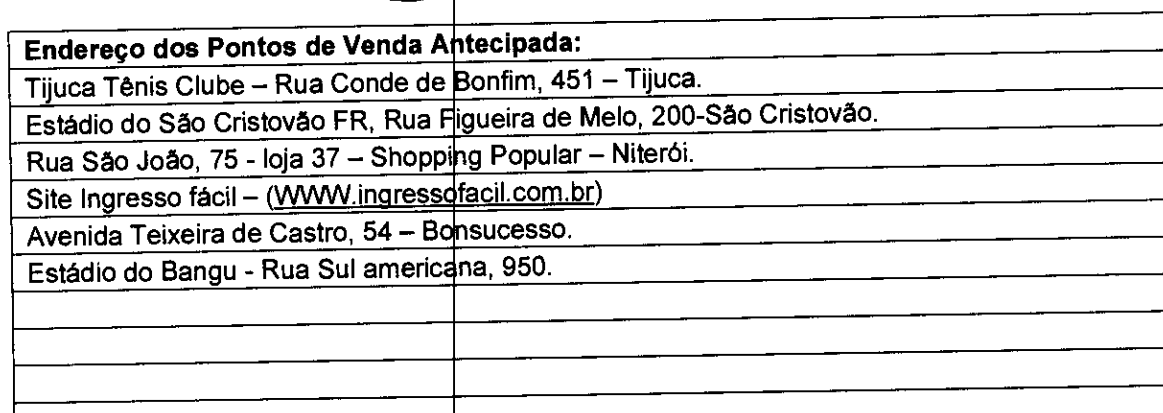 Endereço dos Pontos de Venda Antecipada:
Tijuca Tênis Clube – Rua Conde de Bonfim, 451 – Tijuca.
Estádio do São Cristovão FR, Rua Figueira de Melo, 200-São Cristovão.
Rua São João, 75 - loja 37 – Shopping Popular – Niterói.
Site Ingresso fácil – (WWW.ingressofacil.com.br)
Avenida Teixeira de Castro, 54 – Bonsucesso.
Estádio do Bangu - Rua Sul americana, 950.